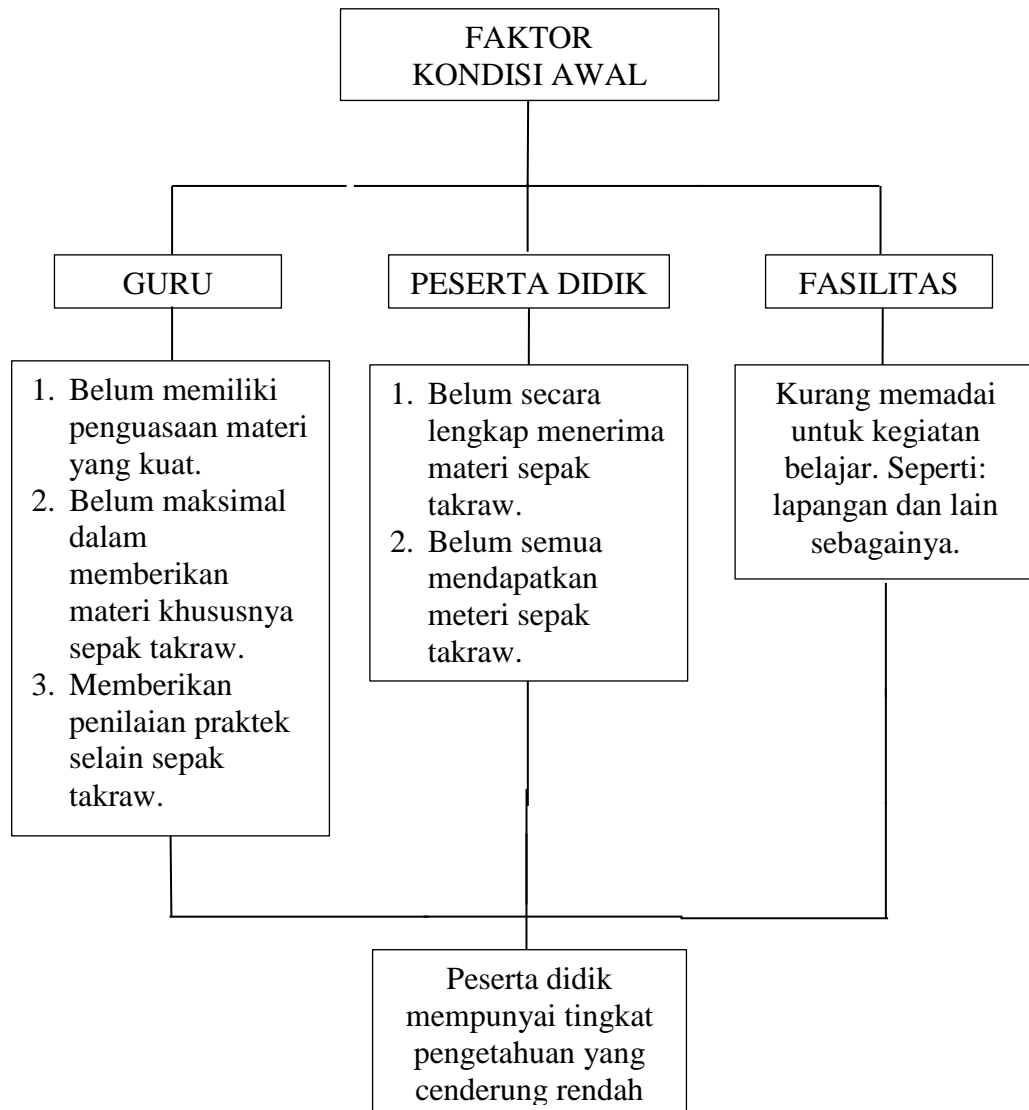 FAKTOR
KONDISI AWAL
GURU
PESERTA DIDIK
FASILITAS
1. Belum memiliki
penguasaan materi
yang kuat.
2. Belum maksimal
dalam
memberikan
materi khususnya
sepak takraw.
3. Memberikan
penilaian praktek
selain sepak
takraw.
1. Belum secara
lengkap menerima
materi sepak
takraw.
2. Belum semua
mendapatkan
meteri sepak
takraw.
Kurang memadai
untuk kegiatan
belajar. Seperti:
lapangan dan lain
sebagainya.
Peserta didik
mempunyai tingkat
pengetahuan yang
cenderung rendah